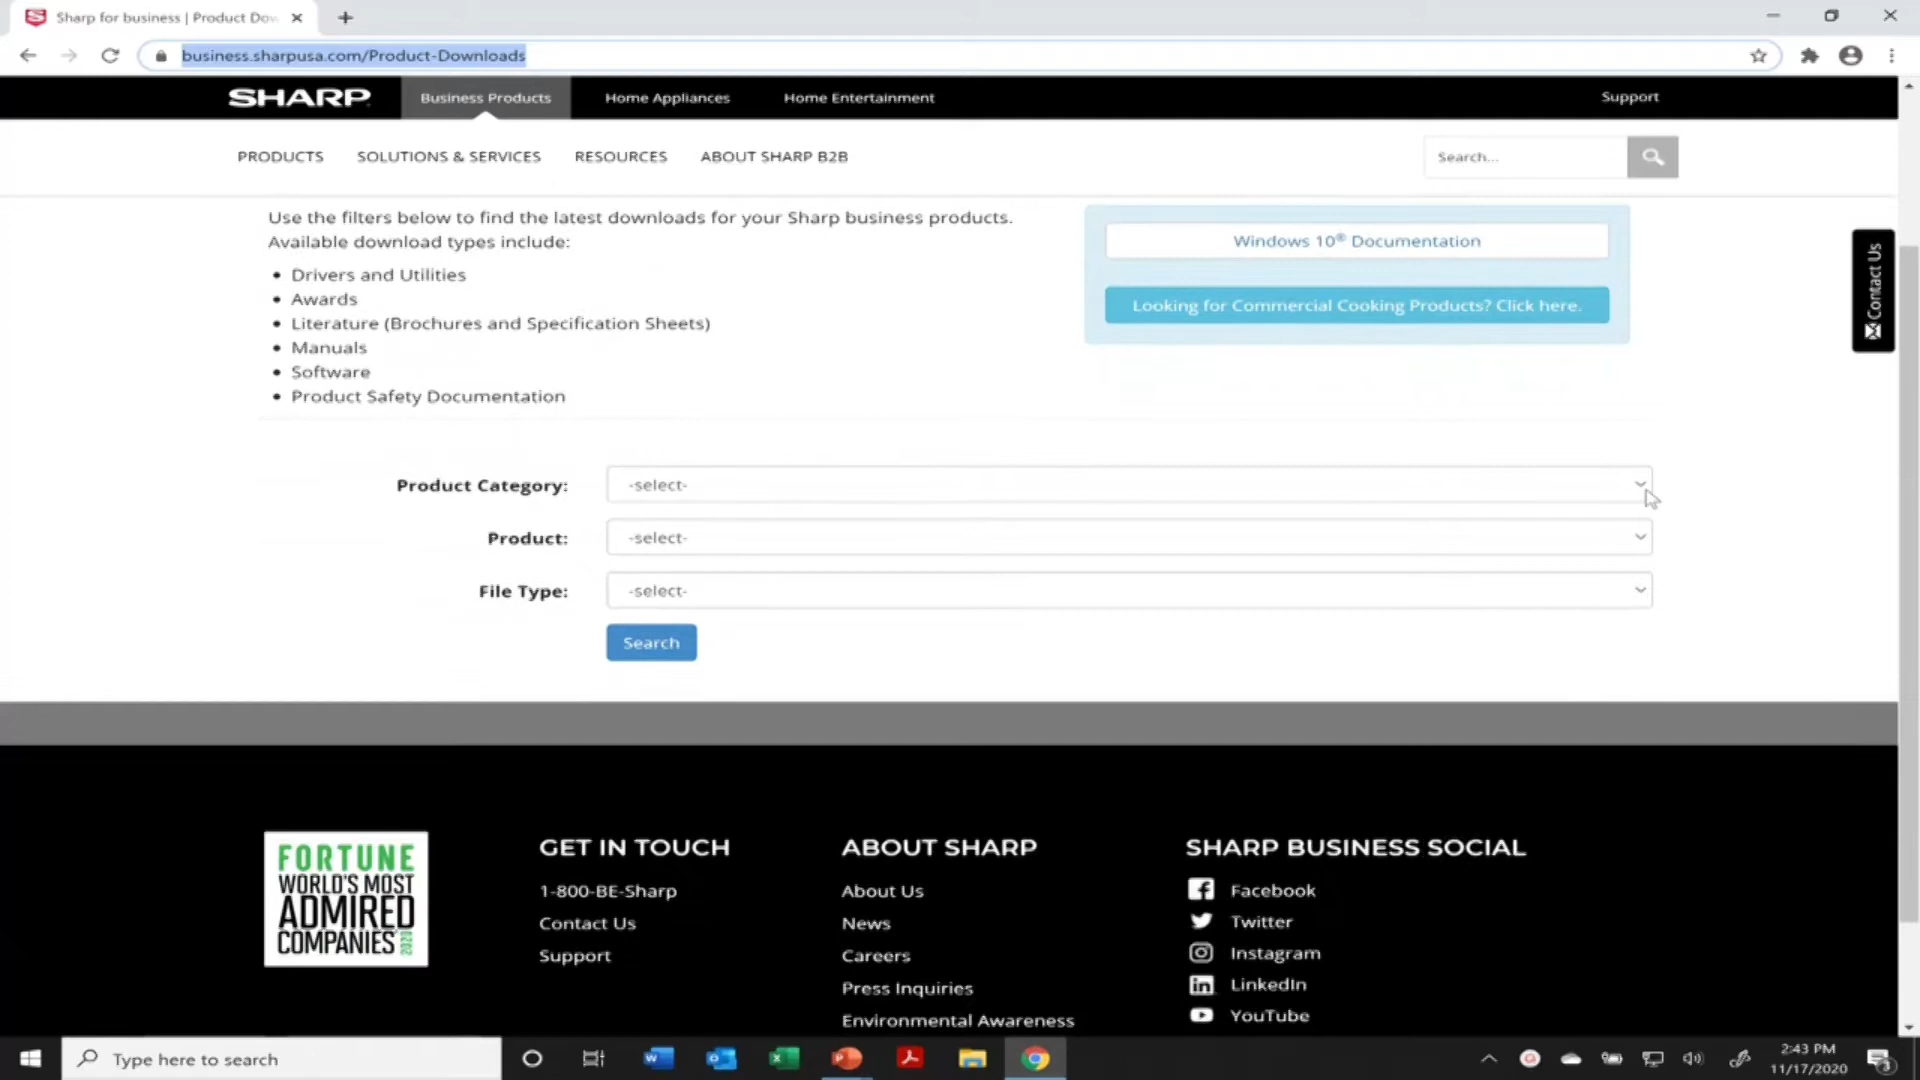 Sharp for business | Product Dow
business.sharpusa.com/Product-Downloads
SHARP
Business Products
Home Appliances
Home Entertainment
Support
PRODUCTS
SOLUTIONS & SERVICES
RESOURCES
ABOUT SHARP B2B
Search...
Use the filters below to find the latest downloads for your Sharp business products.
Available download types include:
• Drivers and Utilities
• Awards
• Literature (Brochures and Specification Sheets)
• Manuals
• Software
• Product Safety Documentation
Windows 10® Documentation
Looking for Commercial Cooking Products? Click here.
Contact Us
Product Category:
-select-
Product:
-select-
File Type:
-select-
Search
FORTUNE
WORLD'S MOST
ADMIRED
COMPANIES
2020
GET IN TOUCH
1-800-BE-Sharp
Contact Us
Support
ABOUT SHARP
About Us
News
Careers
Press Inquiries
Environmental Awareness
SHARP BUSINESS SOCIAL
Facebook
Twitter
Instagram
LinkedIn
YouTube
Type here to search
2:43 PM
11/17/2020
3